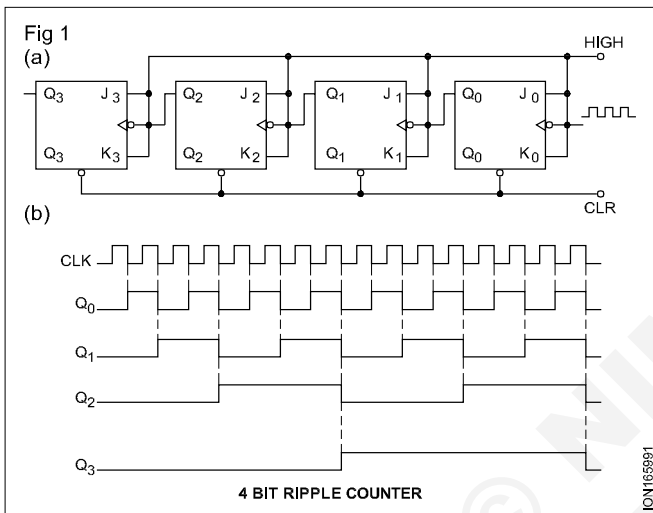 Fig 1
(a)
HIGH
Q3 J3 Q2 J2 Q1 J1 Q0 J0
Q3 K3 Q2 K2 Q1 K1 Q0 K0
CLR
(b)
CLK
Q0
Q1
Q2
Q3
4 BIT RIPPLE COUNTER
ION165991
© NI